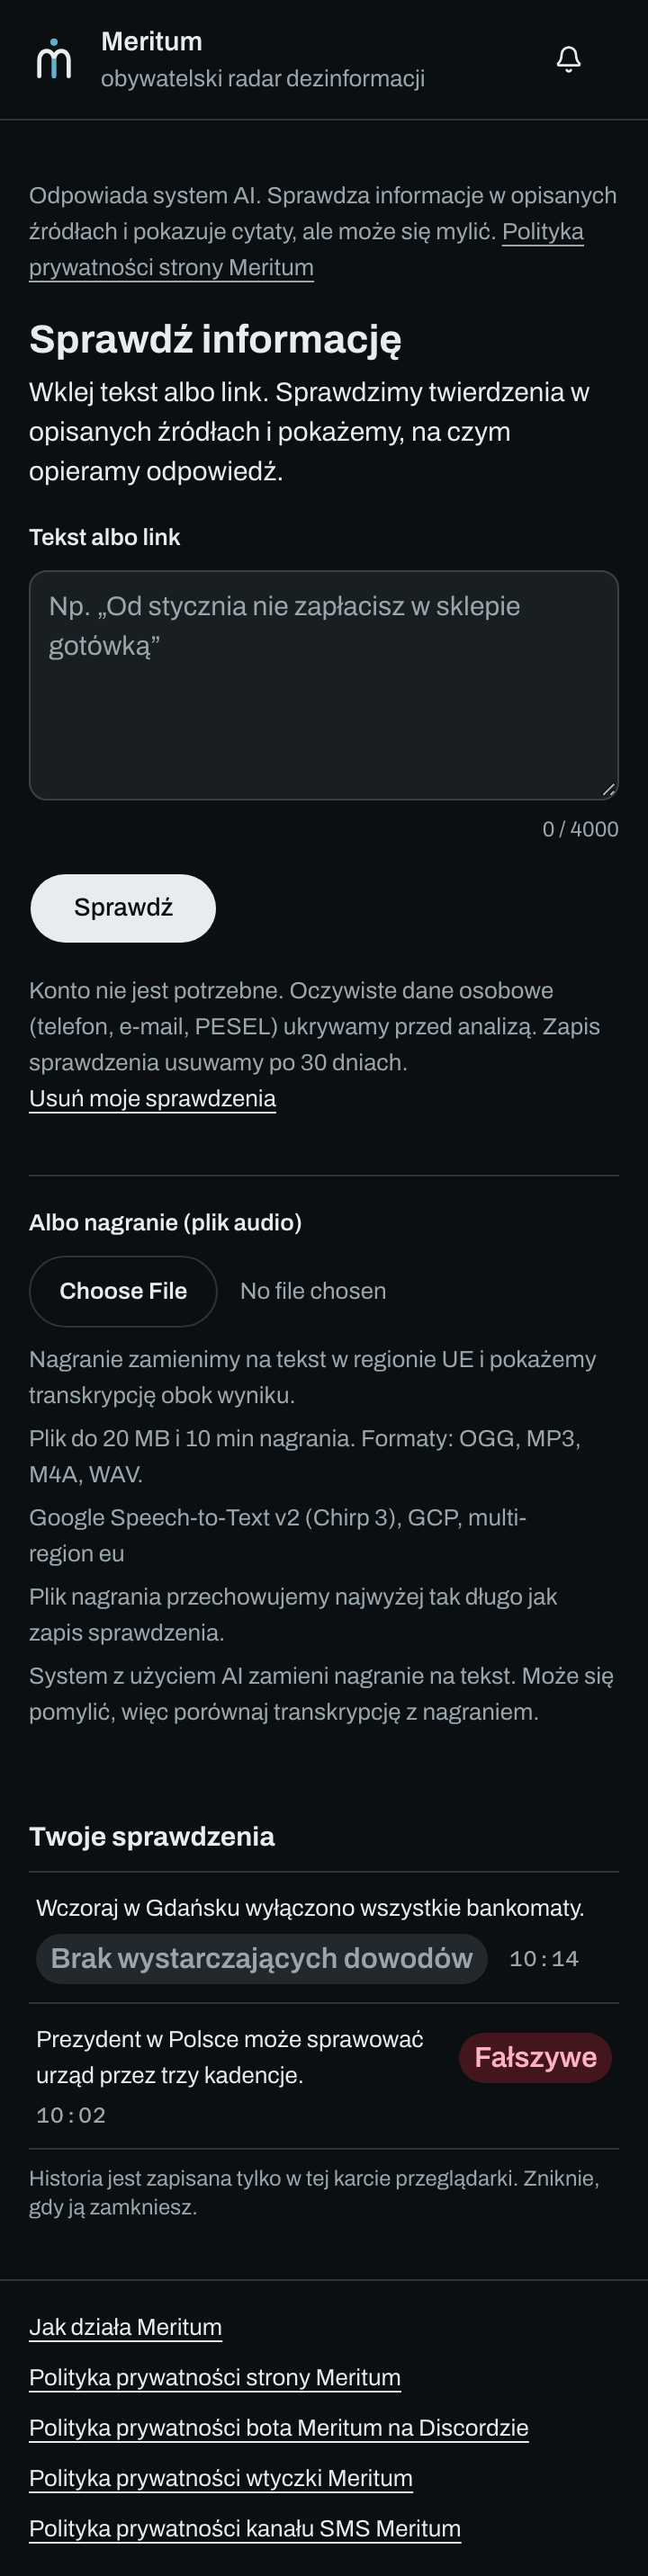 Meritum
obywatelski radar dezinformacji
Odpowiada system AI. Sprawdza informacje w opisanych
źródłach i pokazuje cytaty, ale może się mylić. Polityka
prywatności strony Meritum
Sprawdź informację
Wklej tekst albo link. Sprawdzimy twierdzenia w
opisanych źródłach i pokażemy, na czym
opieramy odpowiedź.
Tekst albo link
Np. „Od stycznia nie zapłacisz w sklepie
gotówką”
0 / 4000
Sprawdź
Konto nie jest potrzebne. Oczywiste dane osobowe
(telefon, e-mail, PESEL) ukrywamy przed analizą. Zapis
sprawdzenia usuwamy po 30 dniach.
Usuń moje sprawdzenia
Albo nagranie (plik audio)
Choose File No file chosen
Nagranie zamienimy na tekst w regionie UE i pokażemy
transkrypcję obok wyniku.
Plik do 20 MB i 10 min nagrania. Formaty: OGG, MP3,
M4A, WAV.
Google Speech-to-Text v2 (Chirp 3), GCP, multi-
region eu
Plik nagrania przechowujemy najwyżej tak długo jak
zapis sprawdzenia.
System z użyciem AI zamieni nagranie na tekst. Może się
pomylić, więc porównaj transkrypcję z nagraniem.
Twoje sprawdzenia
Wczoraj w Gdańsku wyłączono wszystkie bankomaty.
Brak wystarczających dowodów 10:14
Prezydent w Polsce może sprawować
urząd przez trzy kadencje.
Fałszywe
10:02
Historia jest zapisana tylko w tej karcie przeglądarki. Zniknie,
gdy ją zamkniesz.
Jak działa Meritum
Polityka prywatności strony Meritum
Polityka prywatności bota Meritum na Discordzie
Polityka prywatności wtyczki Meritum
Polityka prywatności kanału SMS Meritum